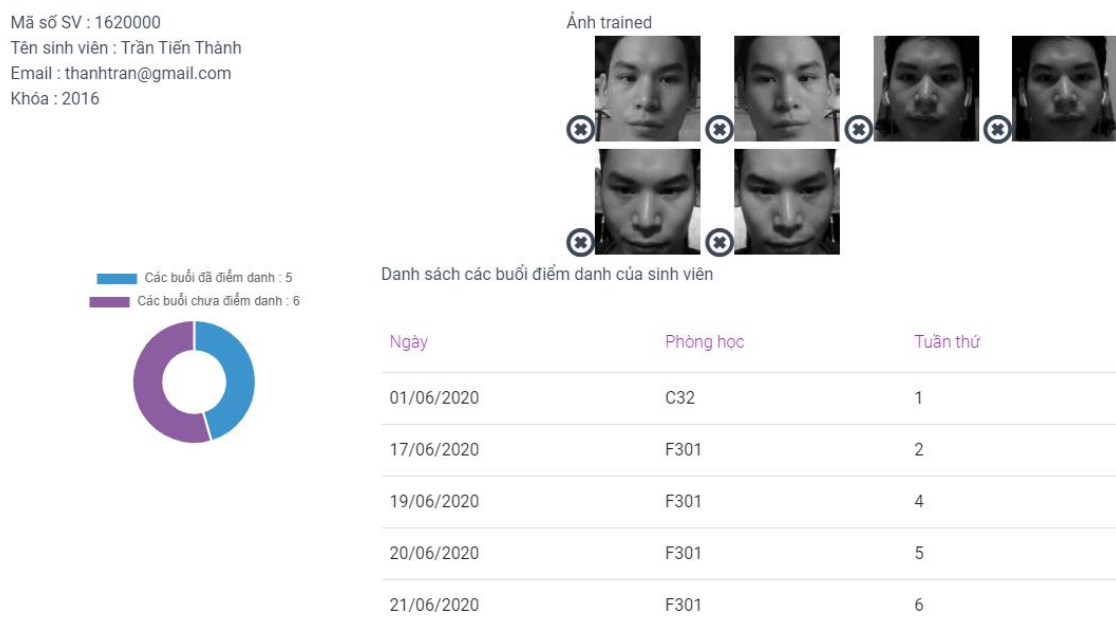 Mã số SV : 1620000
Tên sinh viên : Trần Tiến Thành
Email : thanhtran@gmail.com
Khóa : 2016
Ảnh trained
Các buổi đã điểm danh : 5
Các buổi chưa điểm danh : 6
Danh sách các buổi điểm danh của sinh viên
Ngày Phòng học Tuần thứ
01/06/2020 C32 1
17/06/2020 F301 2
19/06/2020 F301 4
20/06/2020 F301 5
21/06/2020 F301 6